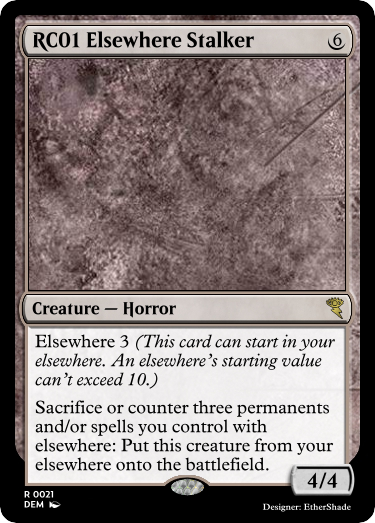 RC01 Elsewhere Stalker
6
Creature — Horror
Elsewhere 3 (This card can start in your
elsewhere. An elsewhere's starting value
can't exceed 10.)
Sacrifice or counter three permanents
and/or spells you control with
elsewhere: Put this creature from your
elsewhere onto the battlefield.
4/4
R 0021
DEM
Designer: EtherShade